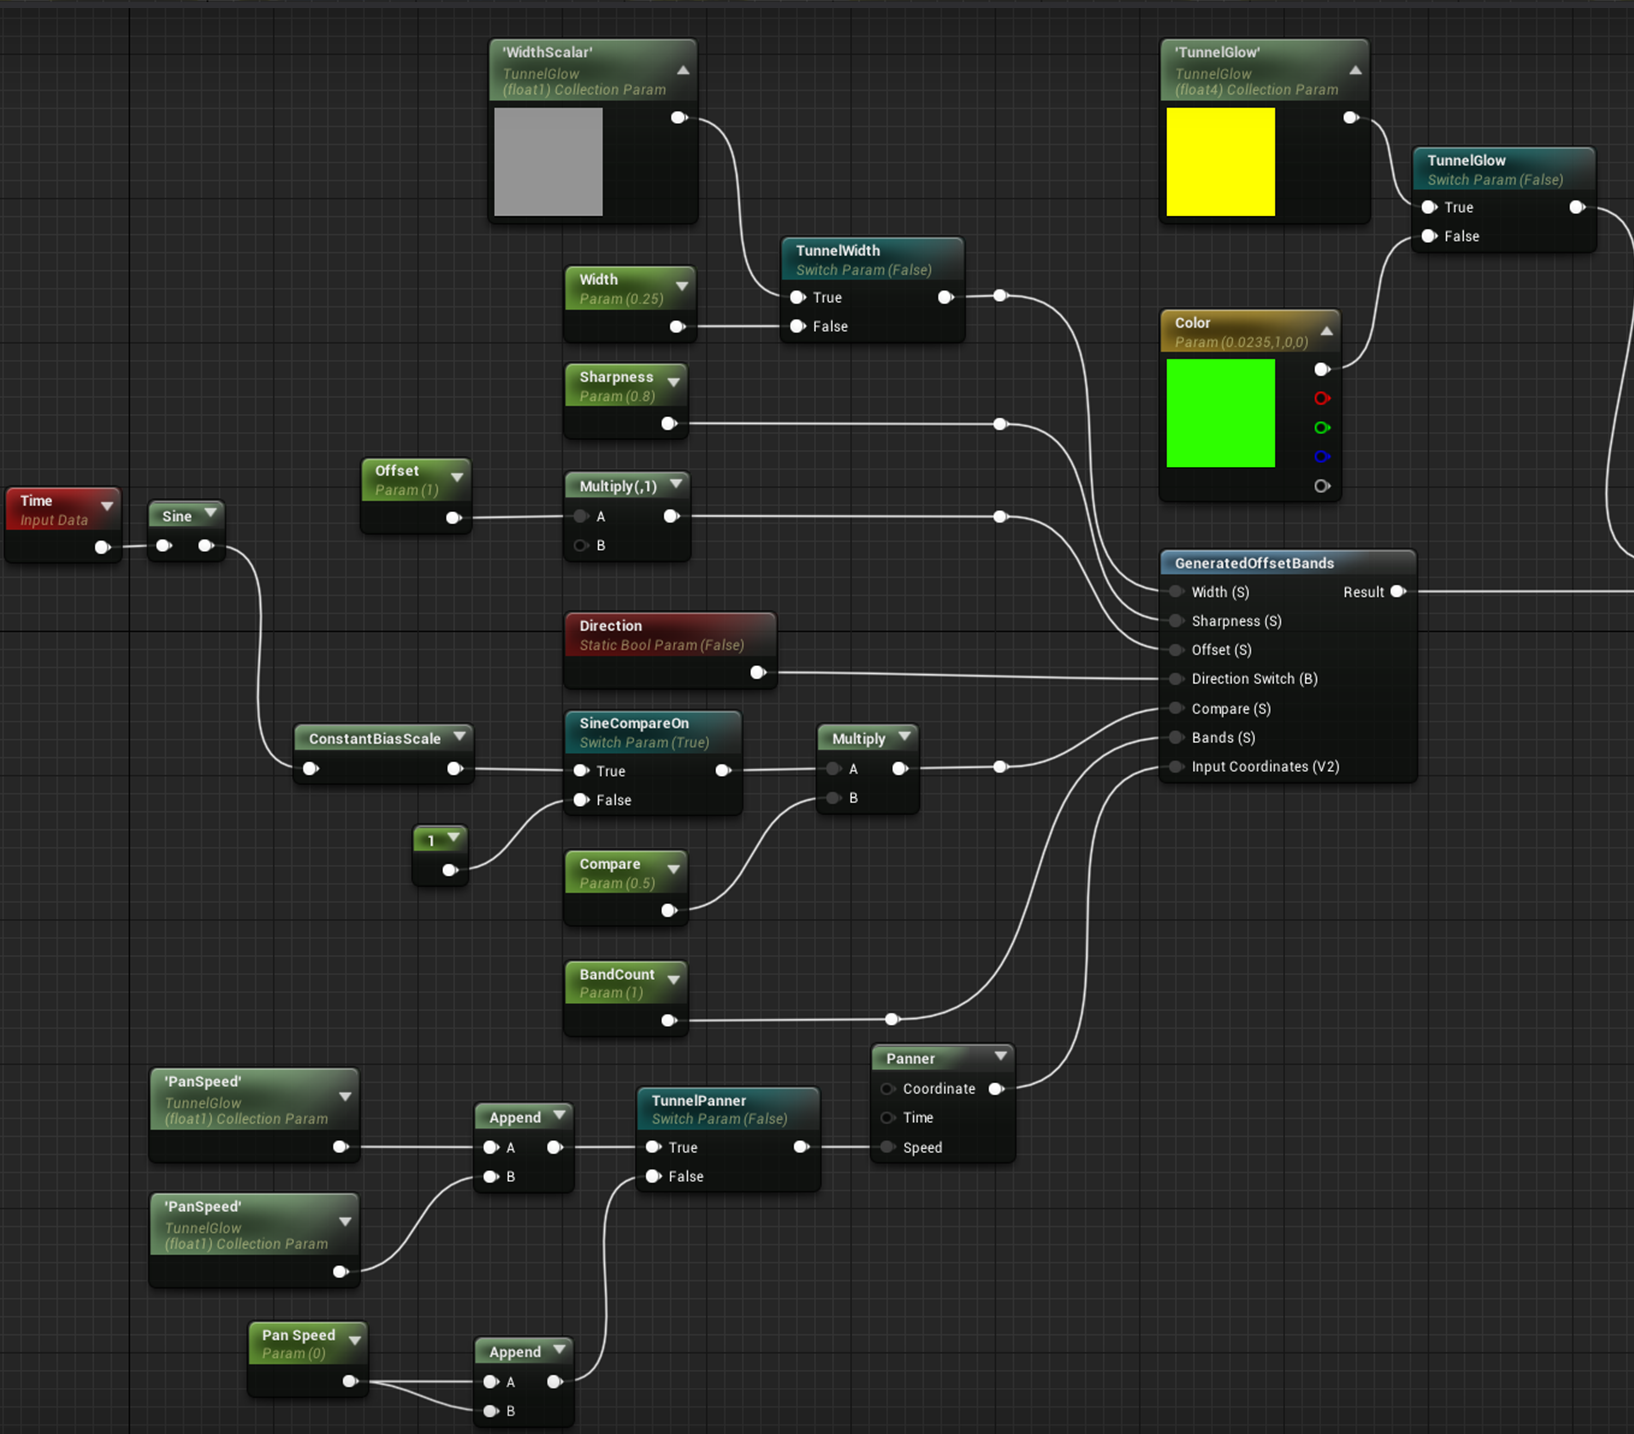 'WidthScalar'
TunnelGlow
(float1) Collection Param
'TunnelGlow'
TunnelGlow
(float4) Collection Param
TunnelGlow
Switch Param (False)
True
False
TunnelWidth
Switch Param (False)
True
False
Width
Param (0.25)
Color
Param (0.0235,1,0,0)
Sharpness
Param (0.8)
Offset
Param (1)
Multiply(,1)
A
B
Time
Input Data
Sine
GeneratedOffsetBands
Width (S) Result
Sharpness (S)
Offset (S)
Direction Switch (B)
Compare (S)
Bands (S)
Input Coordinates (V2)
Direction
Static Bool Param (False)
ConstantBiasScale
SineCompareOn
Switch Param (True)
True
False
Multiply
A
B
1
Compare
Param (0.5)
BandCount
Param (1)
Panner
Coordinate
Time
Speed
'PanSpeed'
TunnelGlow
(float1) Collection Param
Append
A
B
TunnelPanner
Switch Param (False)
True
False
'PanSpeed'
TunnelGlow
(float1) Collection Param
Pan Speed
Param (0)
Append
A
B